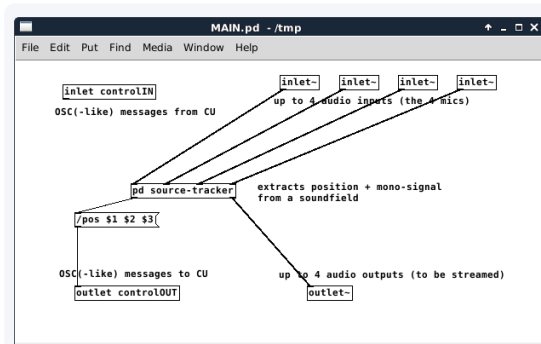 MAIN.pd - /tmp
File Edit Put Find Media Window Help
inlet~ inlet~ inlet~ inlet~
inlet controlIN
up to 4 audio inputs (the 4 mics)
OSC(-like) messages from CU
pd source-tracker
extracts position + mono-signal
from a soundfield
/pos $1 $2 $3
OSC(-like) messages to CU
up to 4 audio outputs (to be streamed)
outlet controlOUT
outlet~